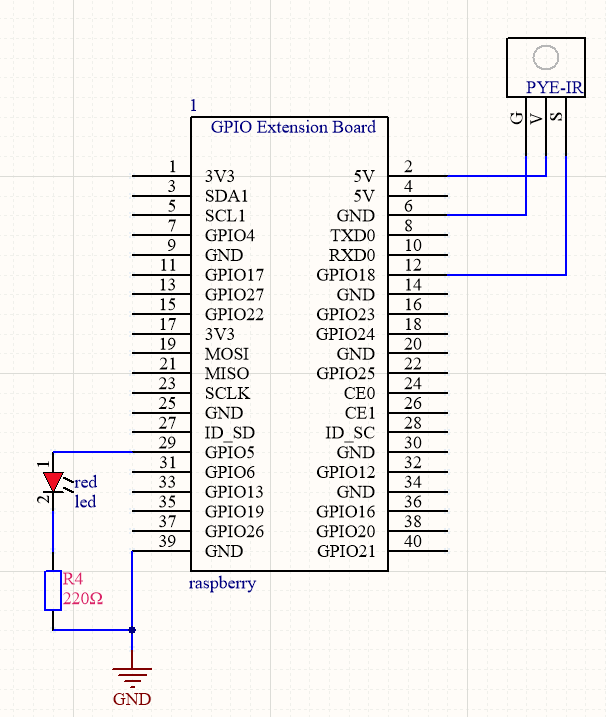 PYE-IR
G V S
1
GPIO Extension Board
1 3V3 5V 2
3 SDA1 5V 4
5 SCL1 GND 6
7 GPIO4 TXD0 8
9 GND RXD0 10
11 GPIO17 GPIO18 12
13 GPIO27 GND 14
15 GPIO22 GPIO23 16
17 3V3 GPIO24 18
19 MOSI GND 20
21 MISO GPIO25 22
23 SCLK CE0 24
25 GND CE1 26
27 ID_SD ID_SC 28
29 GPIO5 GND 30
31 GPIO6 GPIO12 32
33 GPIO13 GND 34
35 GPIO19 GPIO16 36
37 GPIO26 GPIO20 38
39 GND GPIO21 40
raspberry
1
red
led
2
R4
220Ω
GND